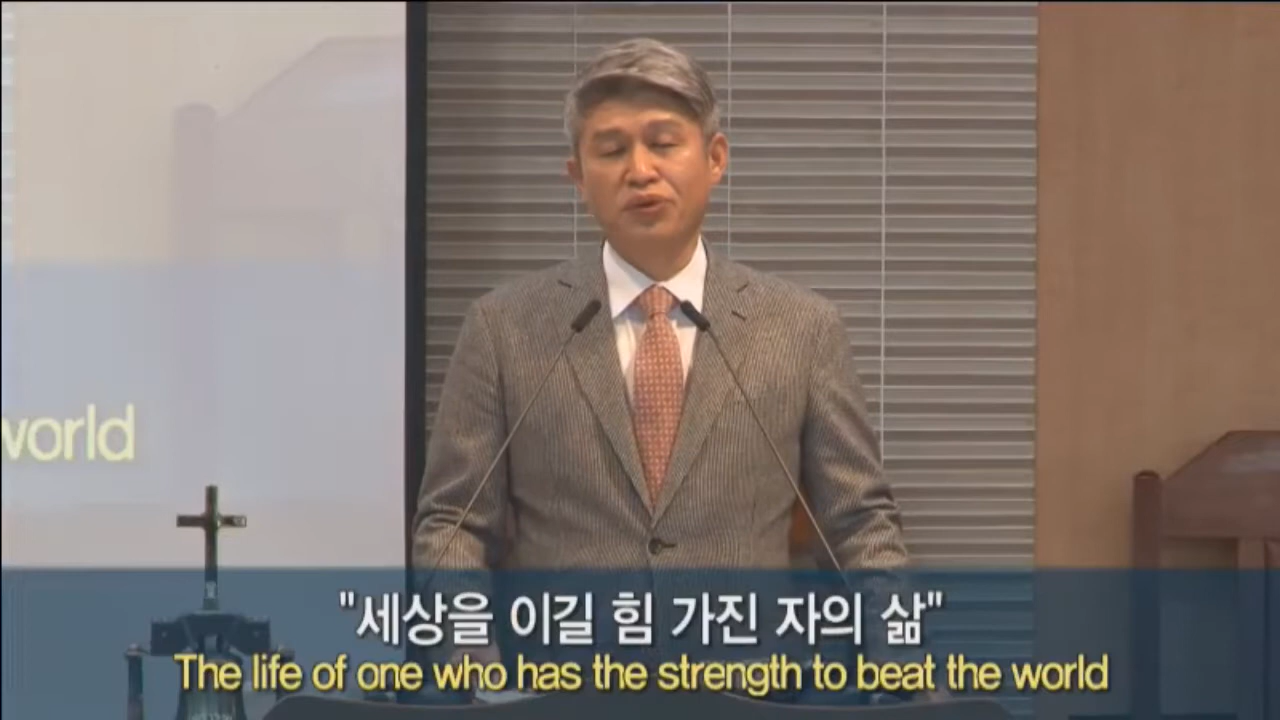 world
"세상을 이길 힘 가진 자의 삶"
The life of one who has the strength to beat the world